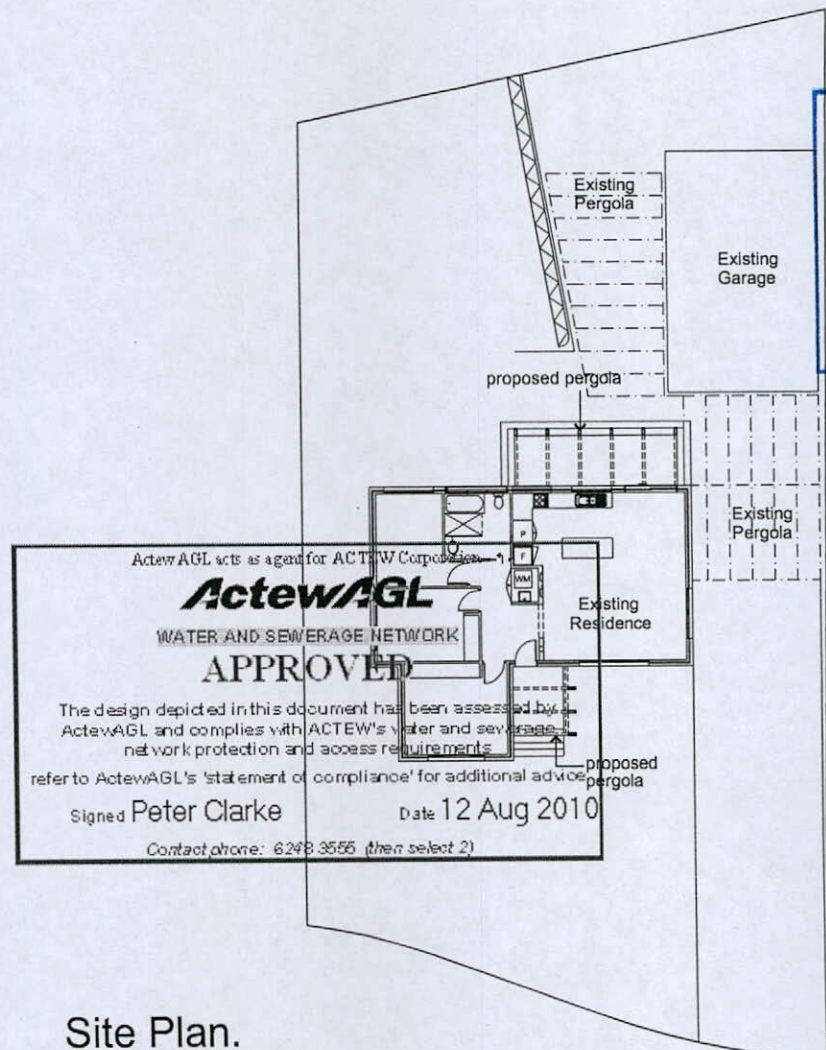 Existing
Pergola
Existing
Garage
proposed pergola
Existing
Pergola
P
F
WM
Existing
Residence
ActewAGL acts as agent for ACTEW Corporation
ActewAGL
WATER AND SEWERAGE NETWORK
APPROVED
The design depicted in this document has been assessed by
ActewAGL and complies with ACTEW's water and sewerage
network protection and access requirements
refer to ActewAGL's 'statement of compliance' for additional advice
Signed Peter Clarke Date 12 Aug 2010
Contact phone: 6248 3555 (then select 2)
proposed
pergola
Site Plan.